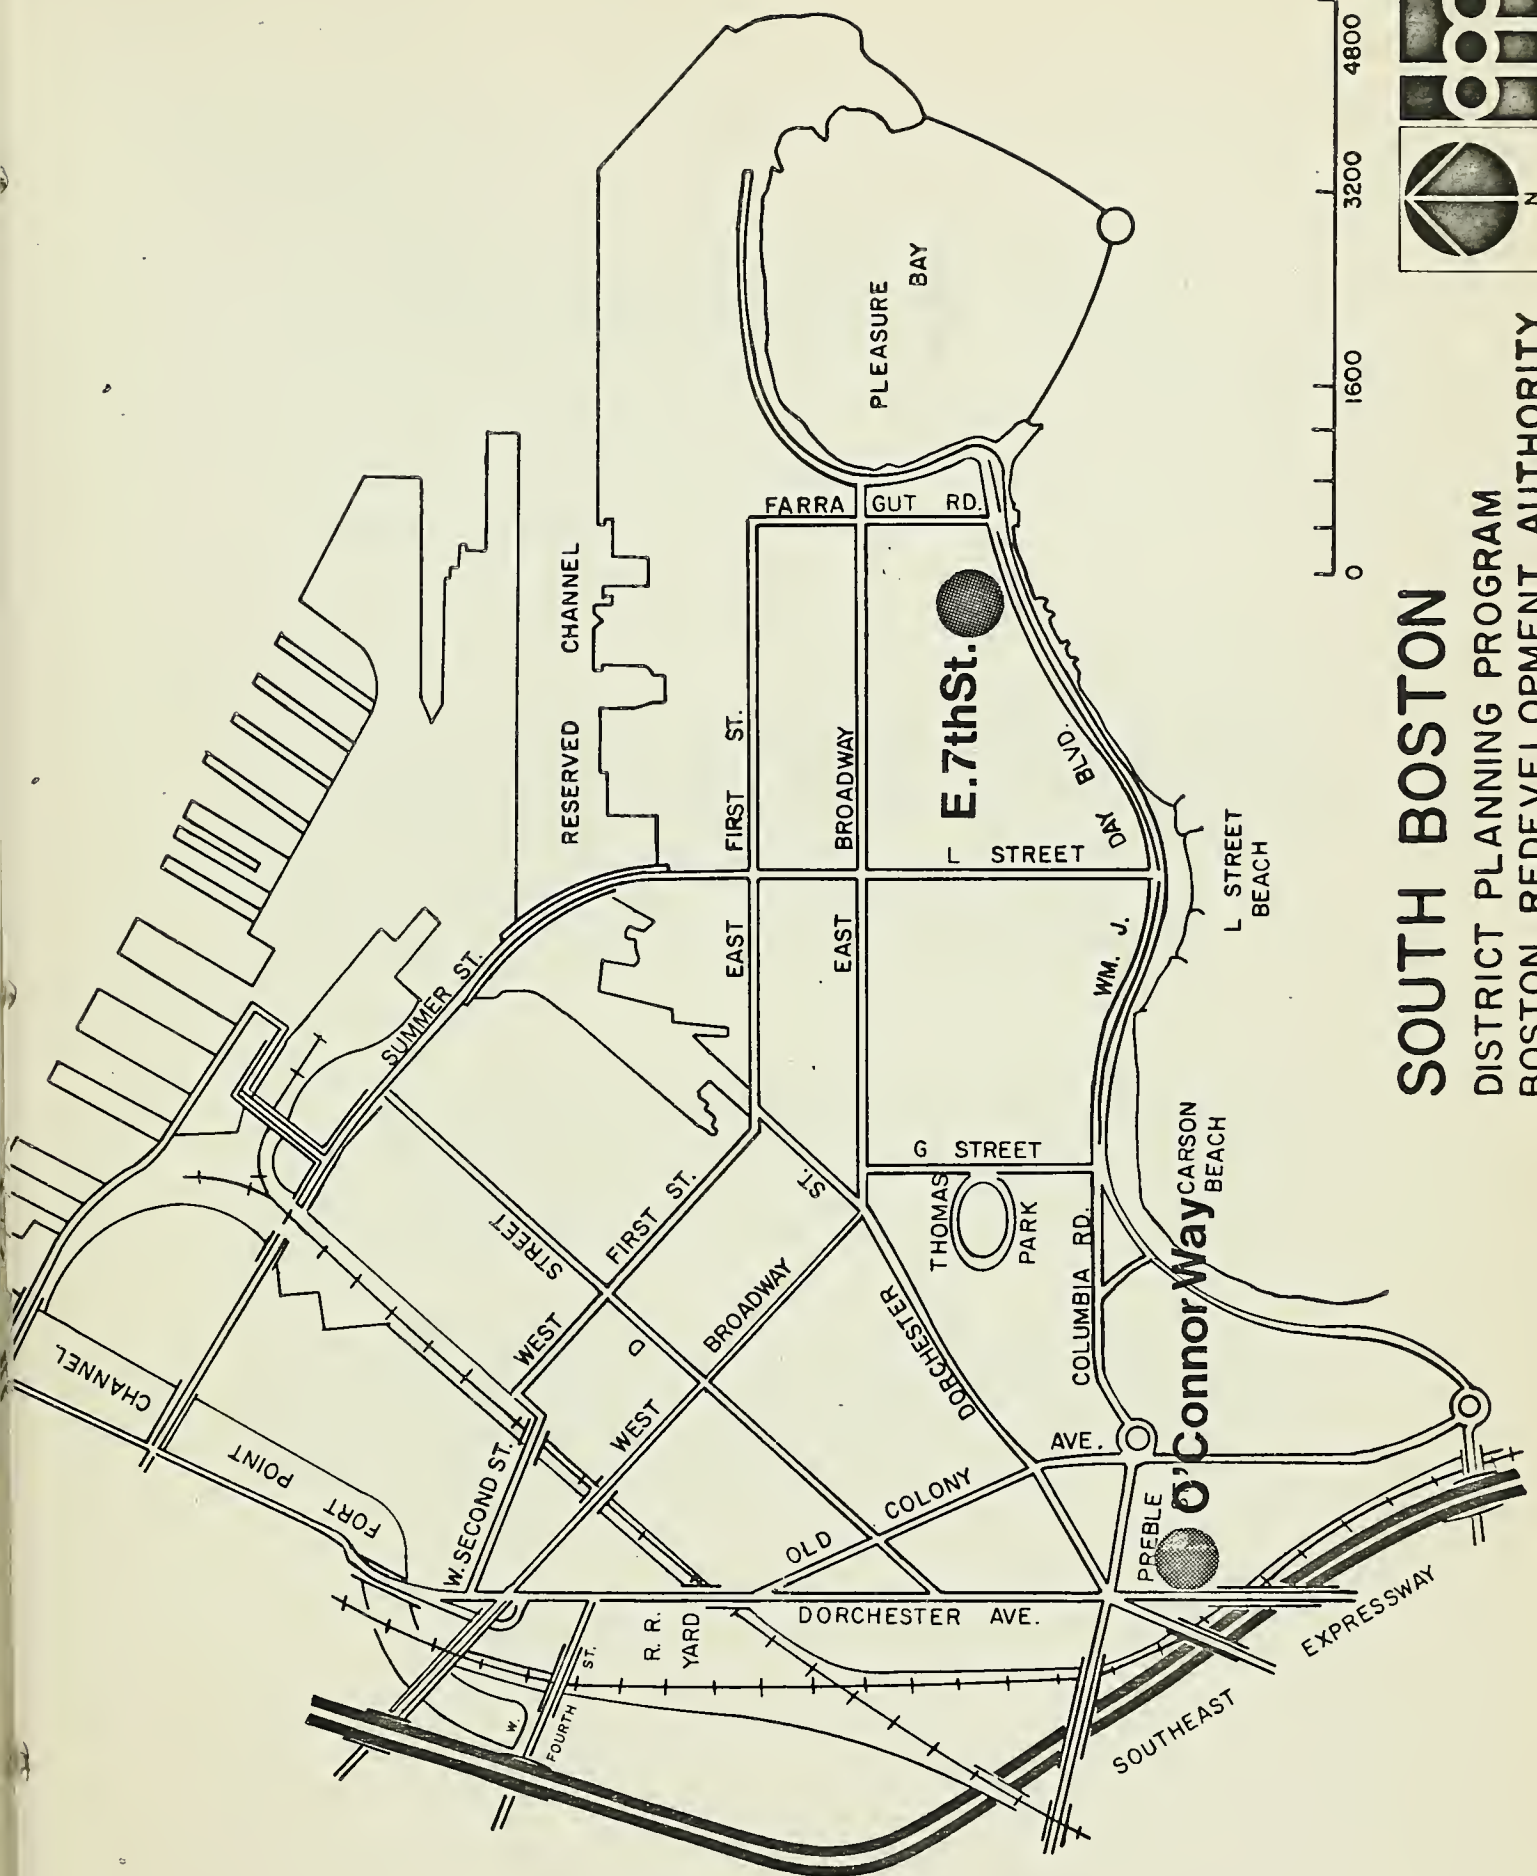 SOUTH BOSTON
DISTRICT PLANNING PROGRAM
BOSTON REDEVELOPMENT AUTHORITY
0 1600 3200 4800
N
PLEASURE
BAY
FARRA GUT RD.
RESERVED CHANNEL
EAST FIRST ST.
EAST BROADWAY
E.7thSt.
L STREET
WM. J. DAY BLVD.
L STREET
BEACH
SUMMER ST.
G STREET
THOMAS
PARK
CARSON
BEACH
COLUMBIA RD.
O'Connor Way
D STREET
WEST FIRST ST.
WEST BROADWAY
DORCHESTER ST.
OLD COLONY AVE.
PREBLE
W. SECOND ST.
FORT POINT CHANNEL
DORCHESTER AVE.
R. R.
YARD
W. FOURTH ST.
SOUTHEAST EXPRESSWAY